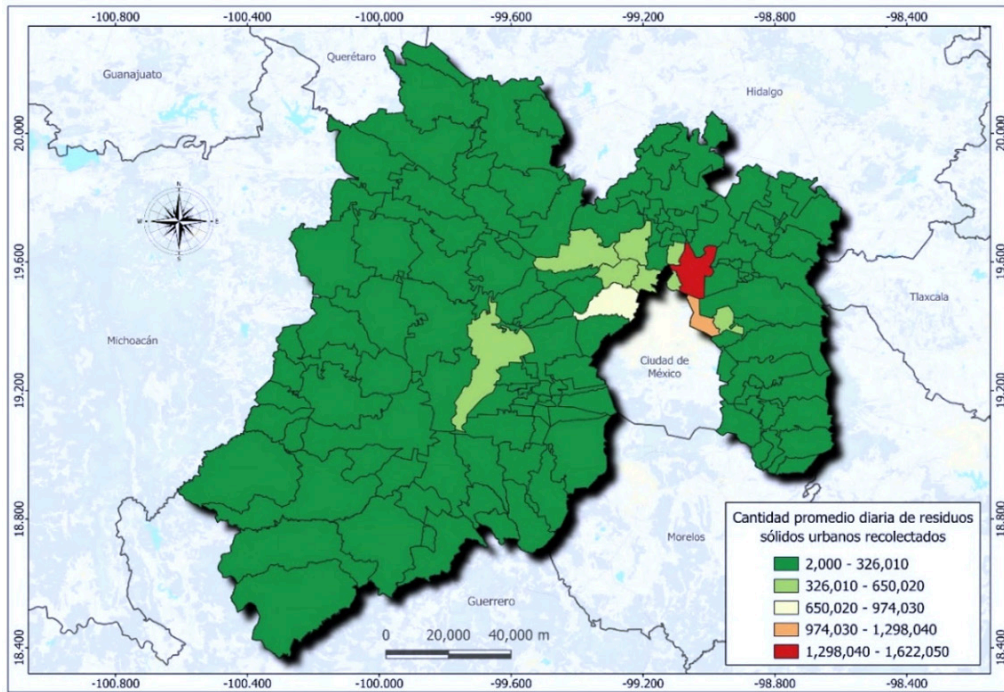 -100.800 -100.400 -100.000 -99.600 -99.200 -98.800 -98.400
Querétaro
Guanajuato
Hidalgo
20.000 20.000
N
W E
S
19.600 19.600
Tlaxcala
Michoacán
Ciudad de
México
19.200 19.200
Cantidad promedio diaria de residuos
sólidos urbanos recolectados
2,000 - 326,010
326,010 - 650,020
650,020 - 974,030
974,030 - 1,298,040
1,298,040 - 1,622,050
18.800 18.800
Morelos
Guerrero
0 20,000 40,000 m
18.400 18.400
-100.800 -100.400 -100.000 -99.600 -99.200 -98.800 -98.400